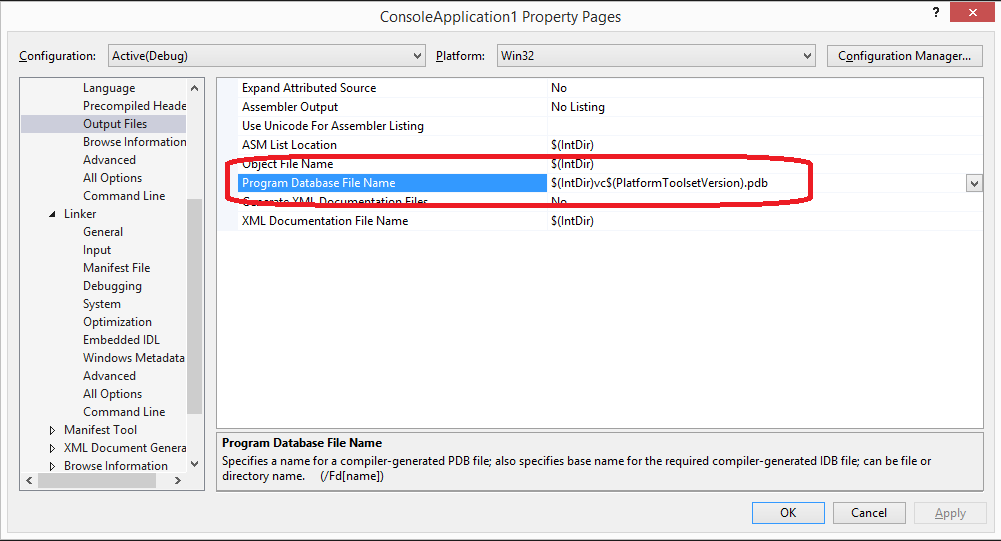 ConsoleApplication1 Property Pages
?
Configuration: Active(Debug) Platform: Win32 Configuration Manager...
Language
Precompiled Heade
Output Files
Browse Information
Advanced
All Options
Command Line
Linker
General
Input
Manifest File
Debugging
System
Optimization
Embedded IDL
Windows Metadata
Advanced
All Options
Command Line
Manifest Tool
XML Document Genera
Browse Information
Expand Attributed Source No
Assembler Output No Listing
Use Unicode For Assembler Listing
ASM List Location $(IntDir)
Object File Name $(IntDir)
Program Database File Name $(IntDir)vc$(PlatformToolsetVersion).pdb
Generate XML Documentation Files No
XML Documentation File Name $(IntDir)
Program Database File Name
Specifies a name for a compiler-generated PDB file; also specifies base name for the required compiler-generated IDB file; can be file or
directory name. (/Fd[name])
OK Cancel Apply